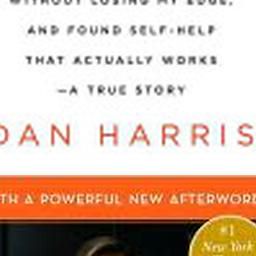 WITHOUT LOSING MY EDGE,
AND FOUND SELF-HELP
THAT ACTUALLY WORKS
—A TRUE STORY
DAN HARRIS
TH A POWERFUL NEW AFTERWORD
#1
New York